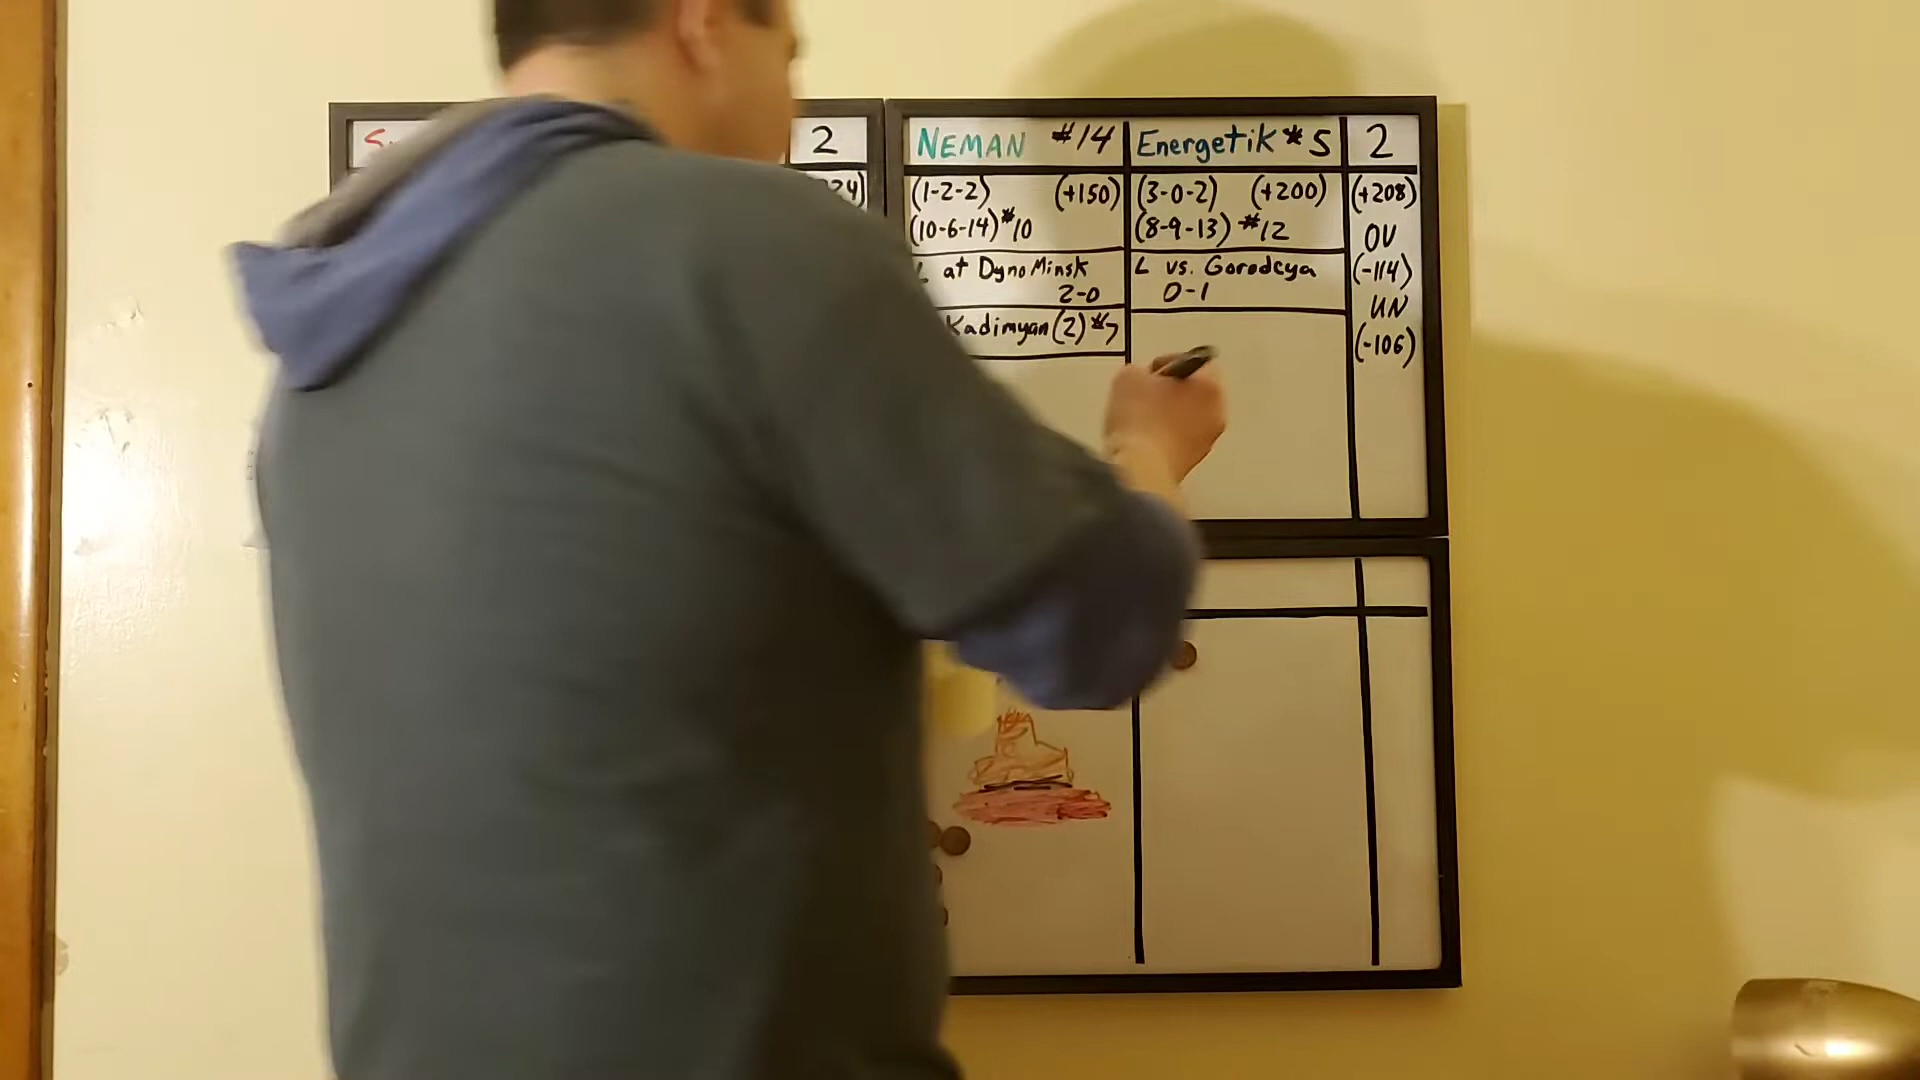 2
24)
NEMAN #14
(1-2-2) (+150)
(10-6-14) #10
L at Dyno Minsk
2-0
Kadimyan (2) #7
Energetik #5
(3-0-2) (+200)
(8-9-13) #12
L vs. Gorodeya
0-1
2
(+208)
OV
(-114)
UN
(-106)